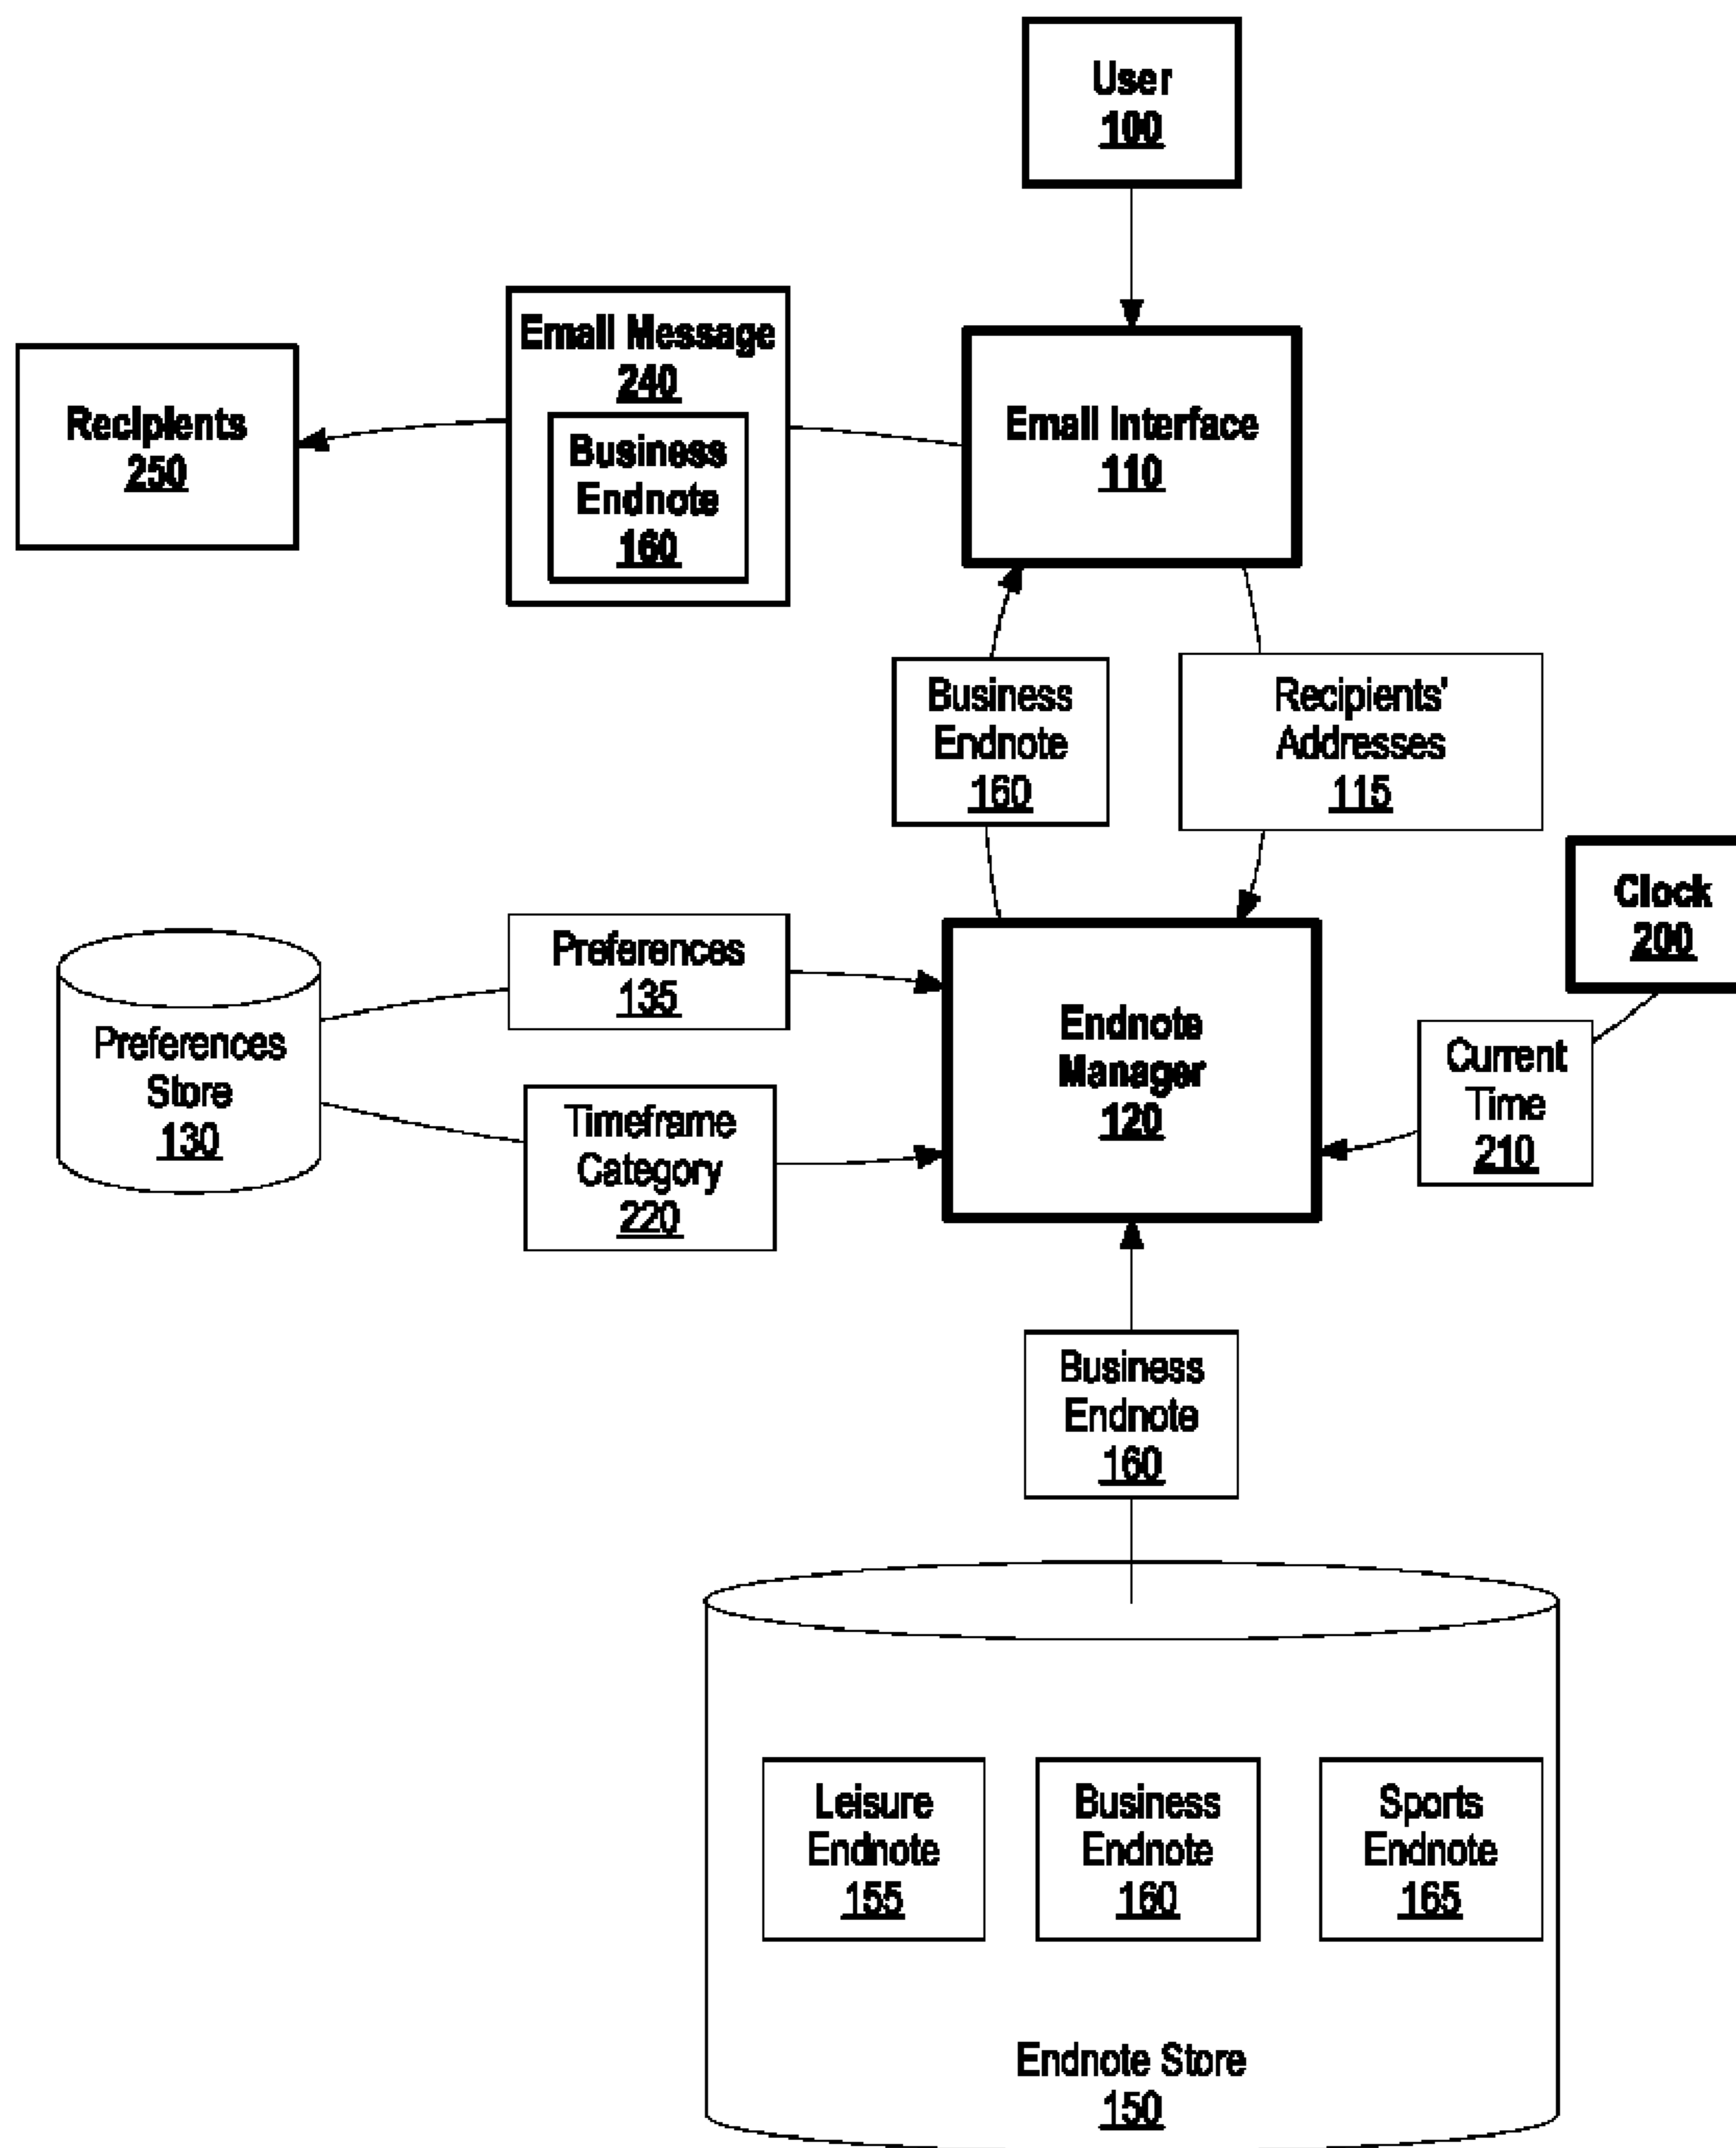 User
100
Email Message
240
Business
Endnote
160
Recipients
250
Email Interface
110
Business
Endnote
160
Recipients'
Addresses
115
Clock
200
Preferences
135
Preferences
Store
130
Timeframe
Category
220
Endnote
Manager
120
Current
Time
210
Business
Endnote
160
Leisure
Endnote
155
Business
Endnote
160
Sports
Endnote
165
Endnote Store
150